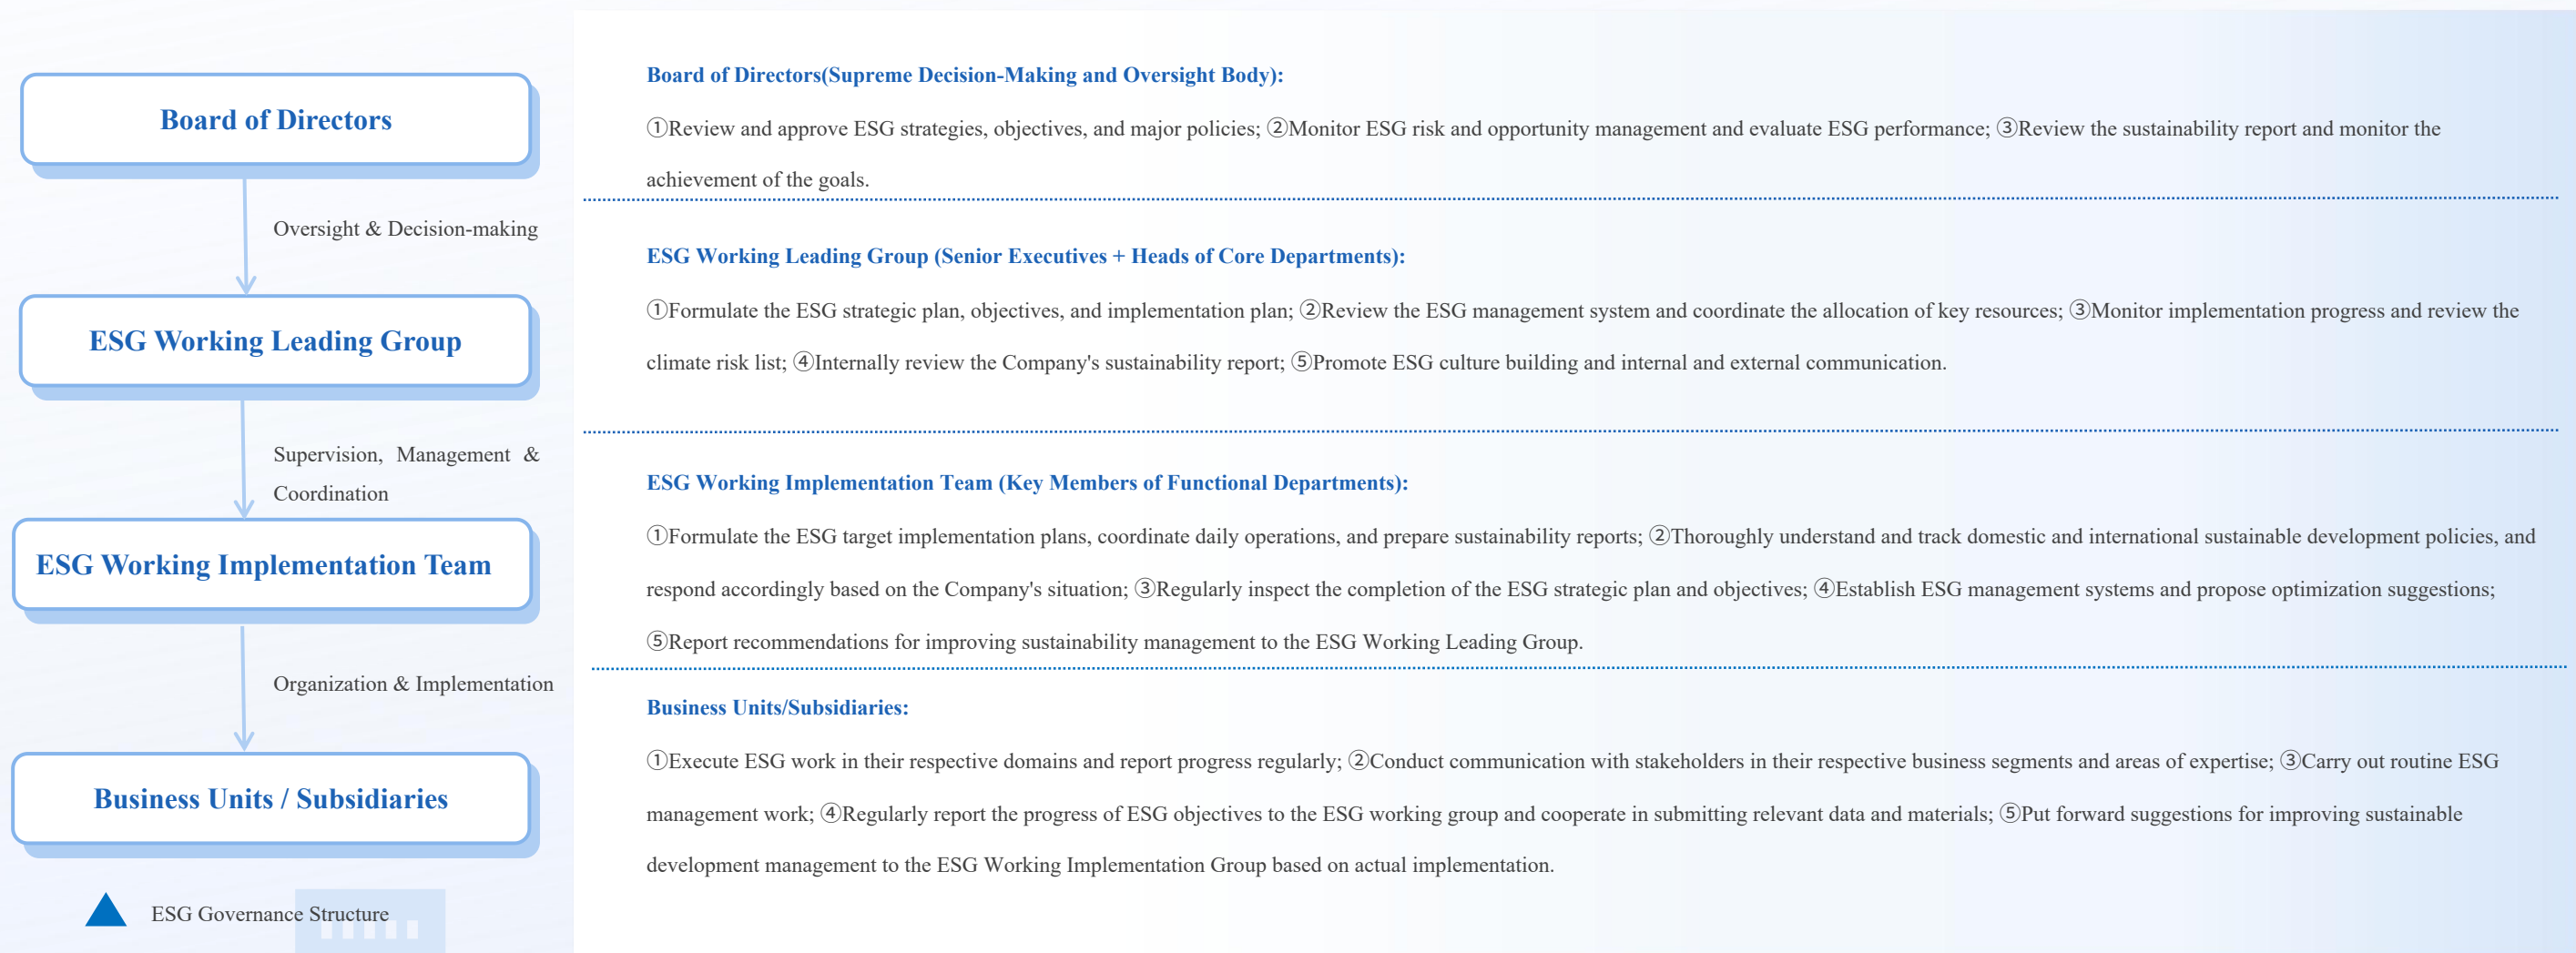 Board of Directors
Oversight & Decision-making
ESG Working Leading Group
Supervision, Management &
Coordination
ESG Working Implementation Team
Organization & Implementation
Business Units / Subsidiaries
ESG Governance Structure
Board of Directors(Supreme Decision-Making and Oversight Body):
①Review and approve ESG strategies, objectives, and major policies; ②Monitor ESG risk and opportunity management and evaluate ESG performance; ③Review the sustainability report and monitor the
achievement of the goals.
ESG Working Leading Group (Senior Executives + Heads of Core Departments):
①Formulate the ESG strategic plan, objectives, and implementation plan; ②Review the ESG management system and coordinate the allocation of key resources; ③Monitor implementation progress and review the
climate risk list; ④Internally review the Company's sustainability report; ⑤Promote ESG culture building and internal and external communication.
ESG Working Implementation Team (Key Members of Functional Departments):
①Formulate the ESG target implementation plans, coordinate daily operations, and prepare sustainability reports; ②Thoroughly understand and track domestic and international sustainable development policies, and
respond accordingly based on the Company's situation; ③Regularly inspect the completion of the ESG strategic plan and objectives; ④Establish ESG management systems and propose optimization suggestions;
⑤Report recommendations for improving sustainability management to the ESG Working Leading Group.
Business Units/Subsidiaries:
①Execute ESG work in their respective domains and report progress regularly; ②Conduct communication with stakeholders in their respective business segments and areas of expertise; ③Carry out routine ESG
management work; ④Regularly report the progress of ESG objectives to the ESG working group and cooperate in submitting relevant data and materials; ⑤Put forward suggestions for improving sustainable
development management to the ESG Working Implementation Group based on actual implementation.